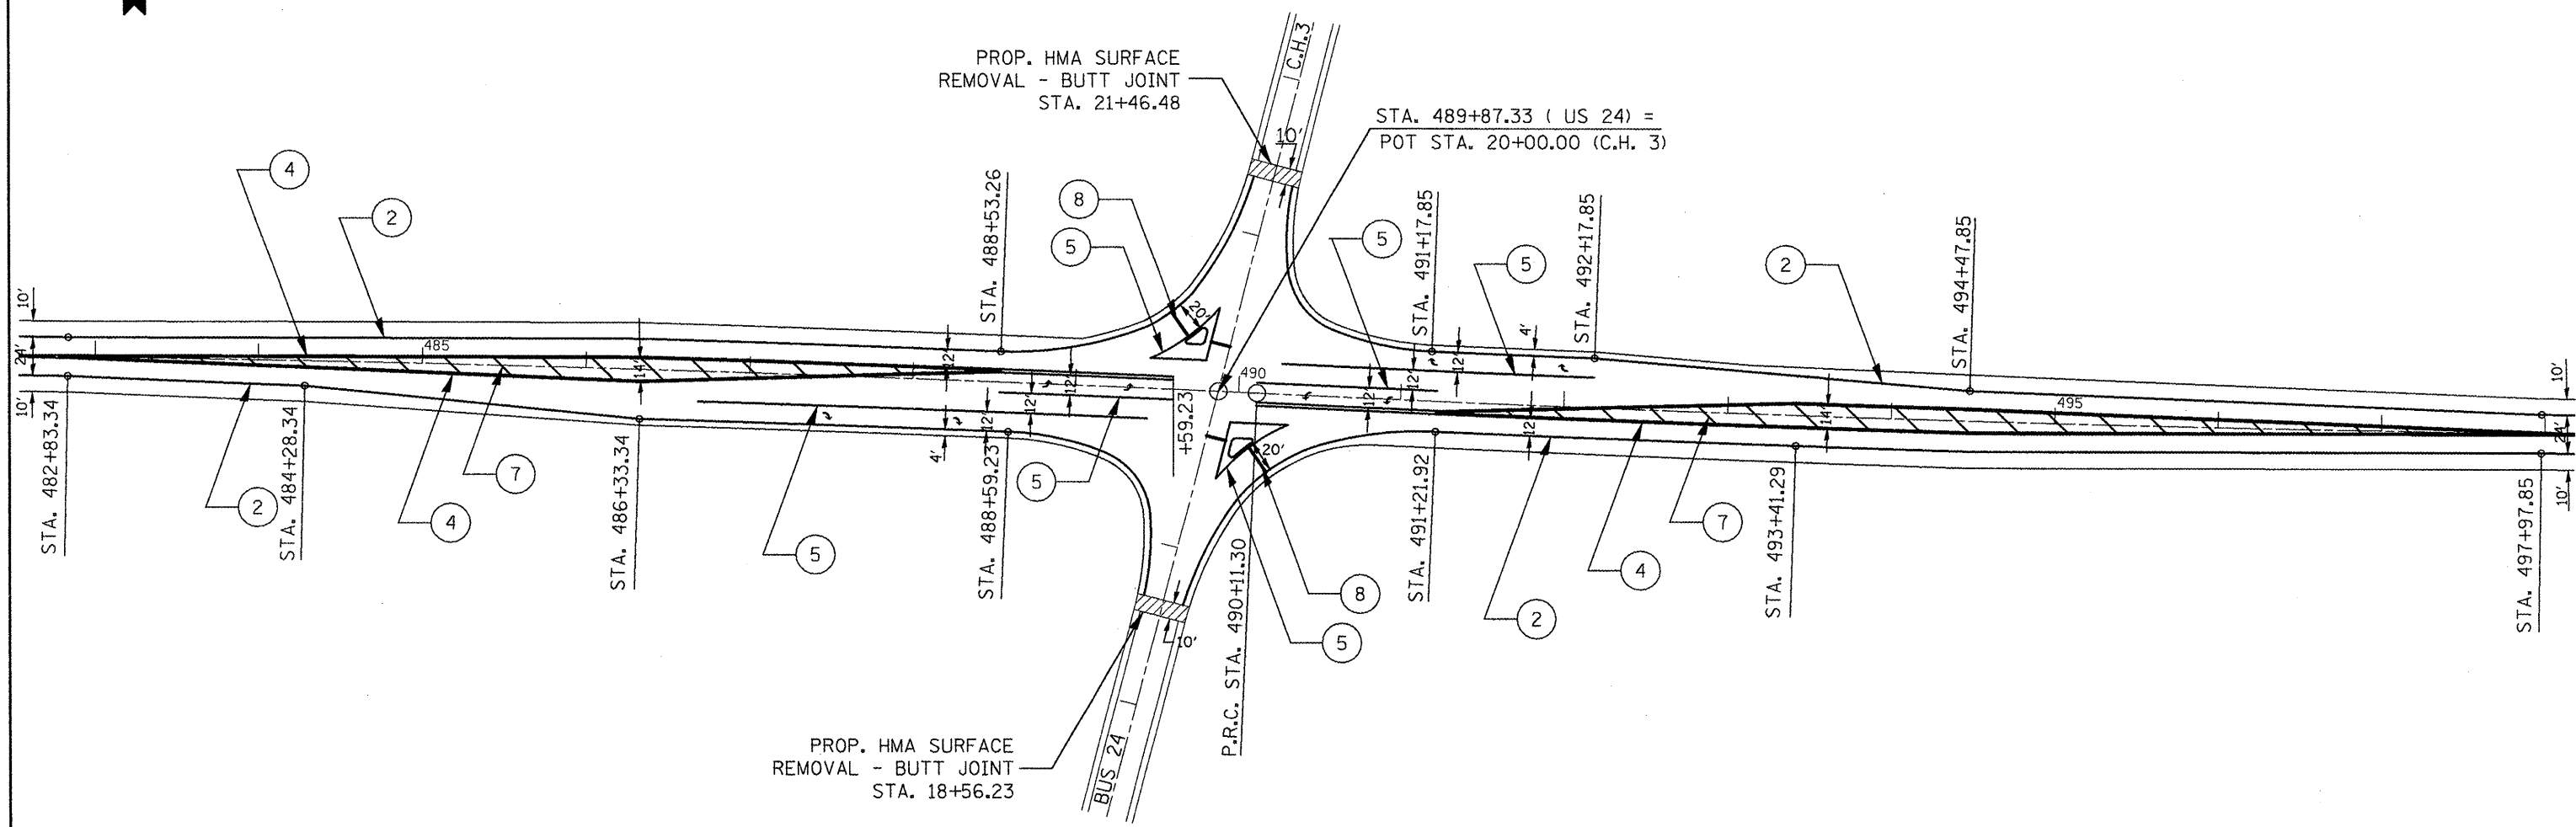 C.H.3
PROP. HMA SURFACE
REMOVAL - BUTT JOINT
STA. 21+46.48
10'
STA. 489+87.33 ( US 24) =
POT STA. 20+00.00 (C.H. 3)
4
2
STA. 488+53.26
8
5
20'
5
STA. 491+17.85
5
STA. 492+17.85
2
STA. 494+47.85
10'
24'
10'
485
14'
12'
12'
12'
12'
4'
+59.23
490
12'
12'
12'
4'
12'
14'
495
10'
24'
10'
STA. 482+83.34
2
STA. 484+28.34
4
7
STA. 486+33.34
5
STA. 488+59.23
5
20'
P.R.C. STA. 490+11.30
5
8
STA. 491+21.92
2
4
7
STA. 493+41.29
STA. 497+97.85
10'
PROP. HMA SURFACE
REMOVAL - BUTT JOINT
STA. 18+56.23
BUS 24